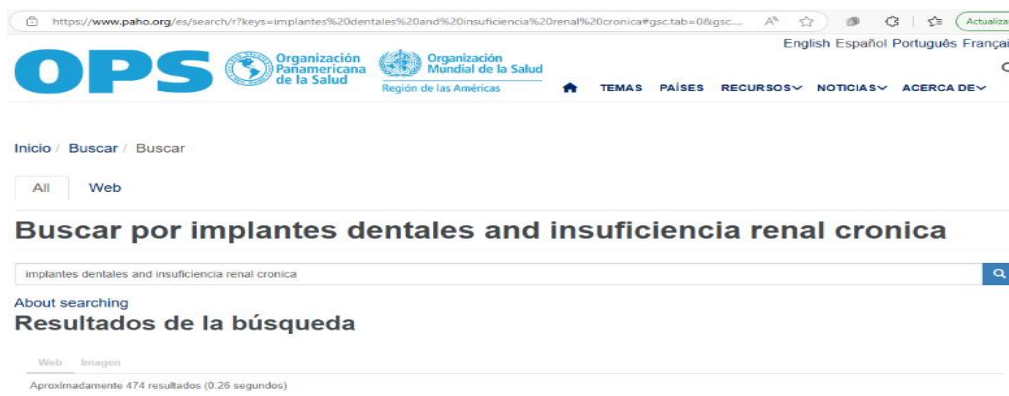 https://www.paho.org/es/search/r?keys=implantes%20dentales%20and%20insuficiencia%20renal%20cronica#gsc.tab=0&gsc....
Actualiza
English Español Português Françai
OPS
Organización
Panamericana
de la Salud
Organización
Mundial de la Salud
Región de las Américas
TEMAS PAÍSES RECURSOS NOTICIAS ACERCA DE
Inicio / Buscar / Buscar
All Web
Buscar por implantes dentales and insuficiencia renal cronica
implantes dentales and insuficiencia renal cronica
About searching
Resultados de la búsqueda
Web Imagen
Aproximadamente 474 resultados (0.26 segundos)